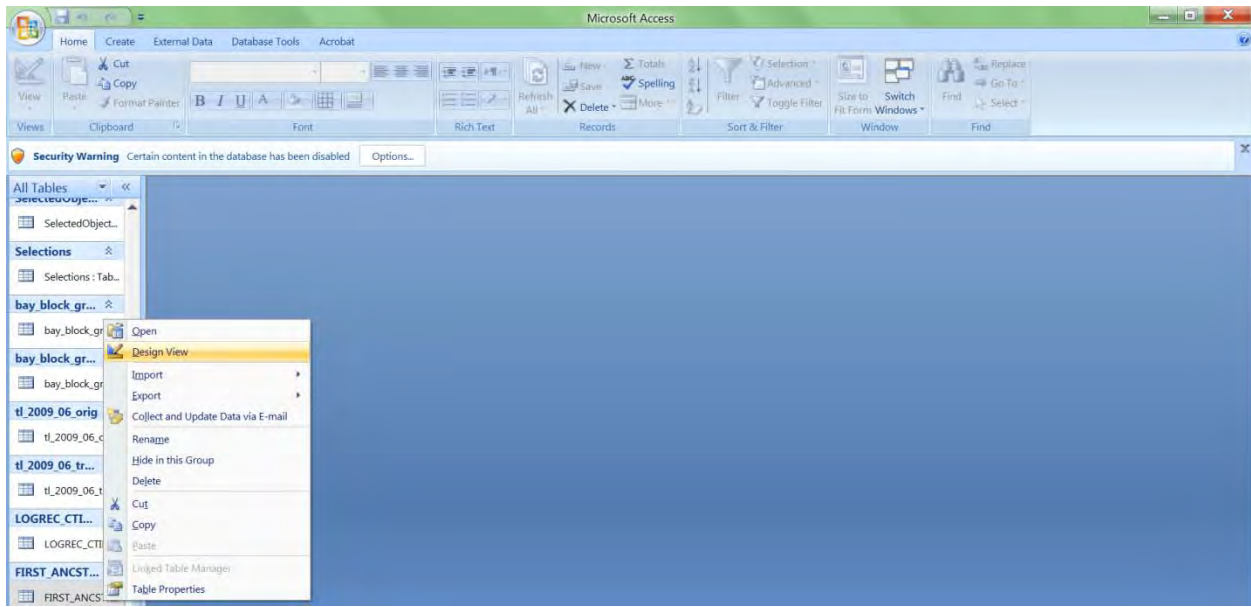 Microsoft Access
Home Create External Data Database Tools Acrobat
View
Paste
Cut
Copy
Format Painter
B I U A
Refresh All
New
Save
Delete
Totals
Spelling
More
Filter
Selection
Advanced
Toggle Filter
Size to Fit Form
Switch Windows
Find
Replace
Go To
Select
Views Clipboard Font Rich Text Records Sort & Filter Window Find
Security Warning Certain content in the database has been disabled Options...
All Tables
SelectedObje...
SelectedObject...
Selections
Selections : Tab...
bay_block_gr...
bay_block_gr
bay_block_gr...
bay_block_gr
tl_2009_06_orig
tl_2009_06_o
tl_2009_06_tr...
tl_2009_06_t
LOGREC_CTI...
LOGREC_CTI
FIRST_ANCST...
FIRST_ANCS
Open
Design View
Import
Export
Collect and Update Data via E-mail
Rename
Hide in this Group
Delete
Cut
Copy
Paste
Linked Table Manager
Table Properties